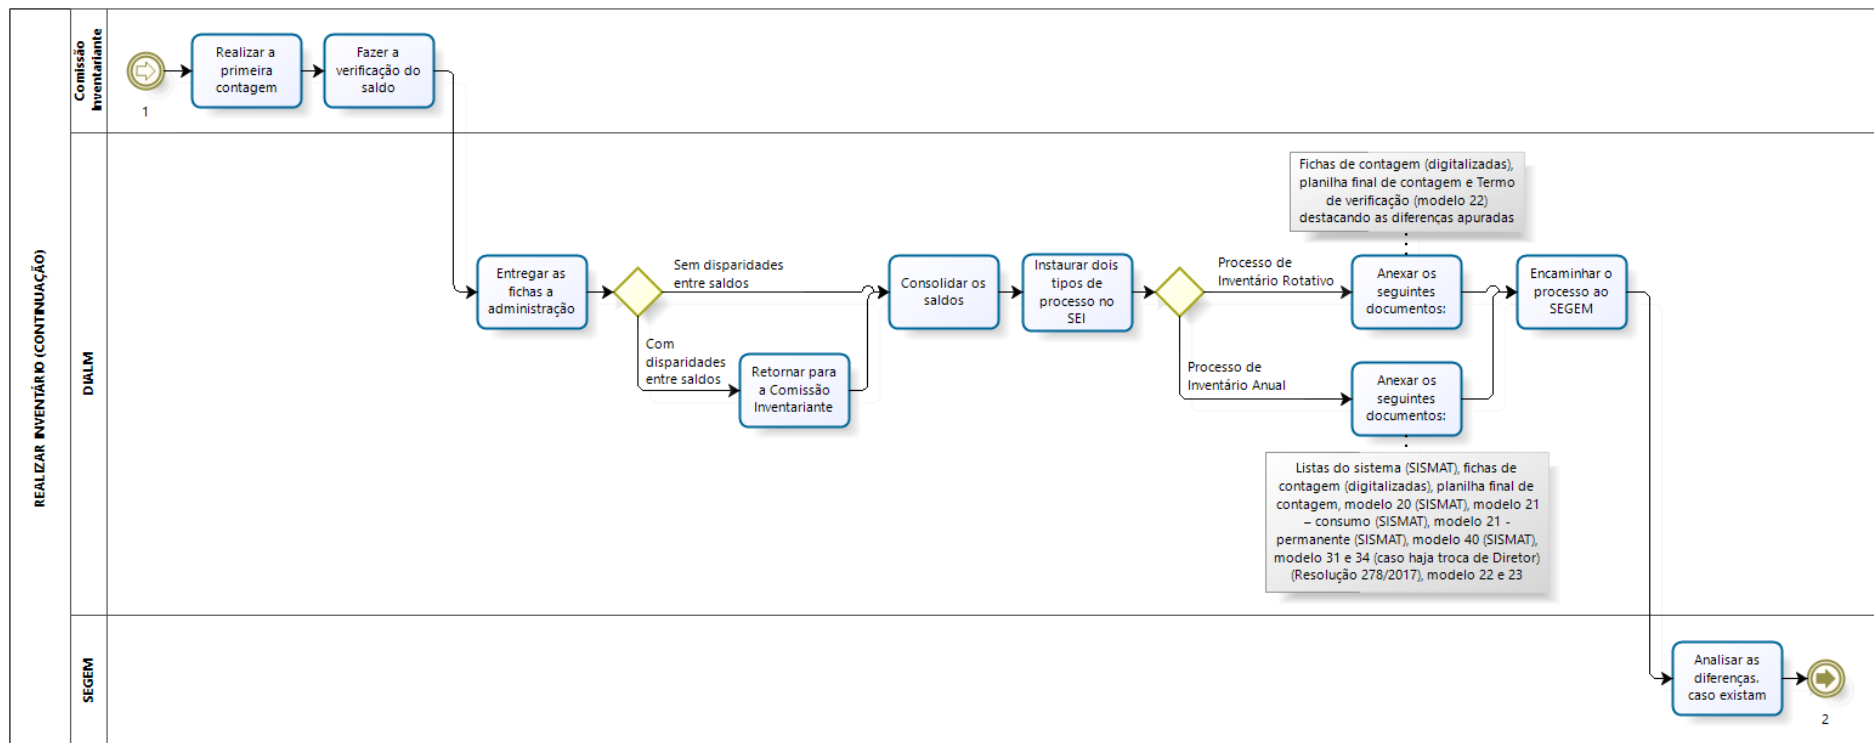 REALIZAR INVENTÁRIO (CONTINUAÇÃO)
Comissão
Inventariante
1
Realizar a
primeira
contagem
Fazer a
verificação do
saldo
DIALM
Entregar as
fichas a
administração
Sem disparidades
entre saldos
Com
disparidades
entre saldos
Retornar para
a Comissão
Inventariante
Consolidar os
saldos
Instaurar dois
tipos de
processo no
SEI
Processo de
Inventário Rotativo
Processo de
Inventário Anual
Fichas de contagem (digitalizadas),
planilha final de contagem e Termo
de verificação (modelo 22)
destacando as diferenças apuradas
Anexar os
seguintes
documentos:
Anexar os
seguintes
documentos:
Listas do sistema (SISMAT), fichas de
contagem (digitalizadas), planilha final de
contagem, modelo 20 (SISMAT), modelo 21
– consumo (SISMAT), modelo 21 -
permanente (SISMAT), modelo 40 (SISMAT),
modelo 31 e 34 (caso haja troca de Diretor)
(Resolução 278/2017), modelo 22 e 23
Encaminhar o
processo ao
SEGEM
SEGEM
Analisar as
diferenças.
caso existam
2